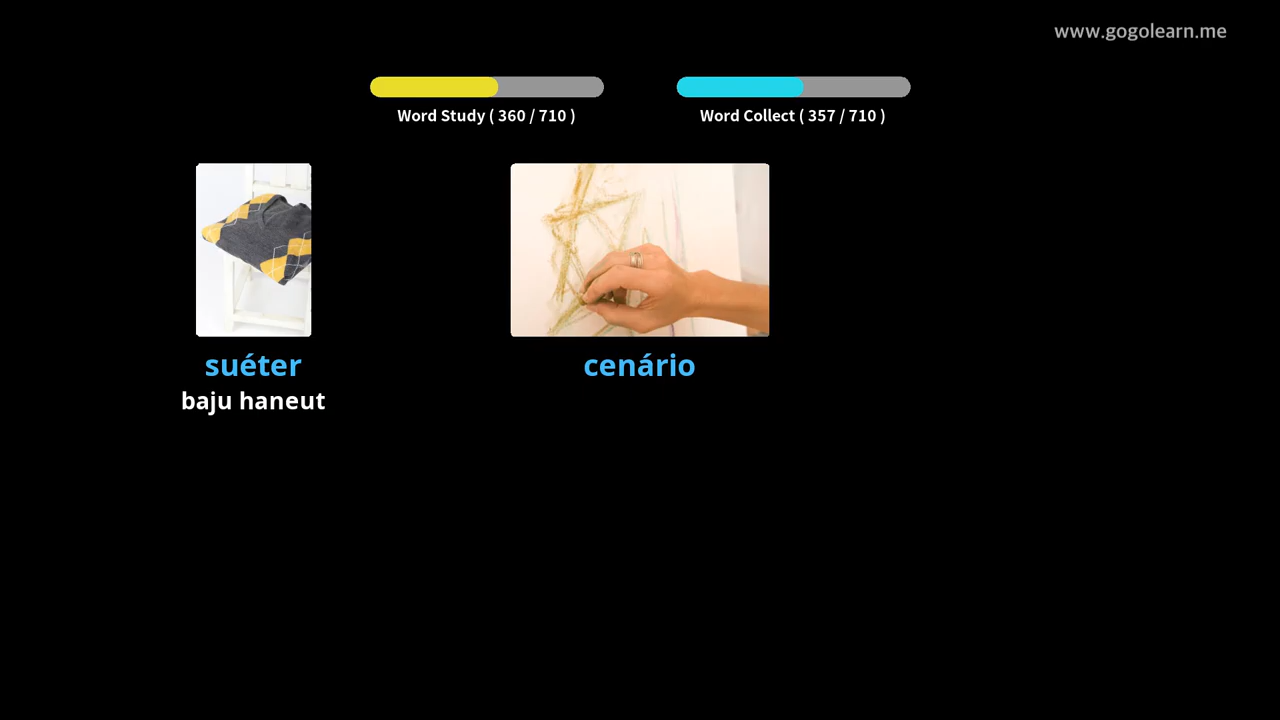 www.gogolearn.me
Word Study ( 360 / 710 )
Word Collect ( 357 / 710 )
suéter
baju haneut
cenário